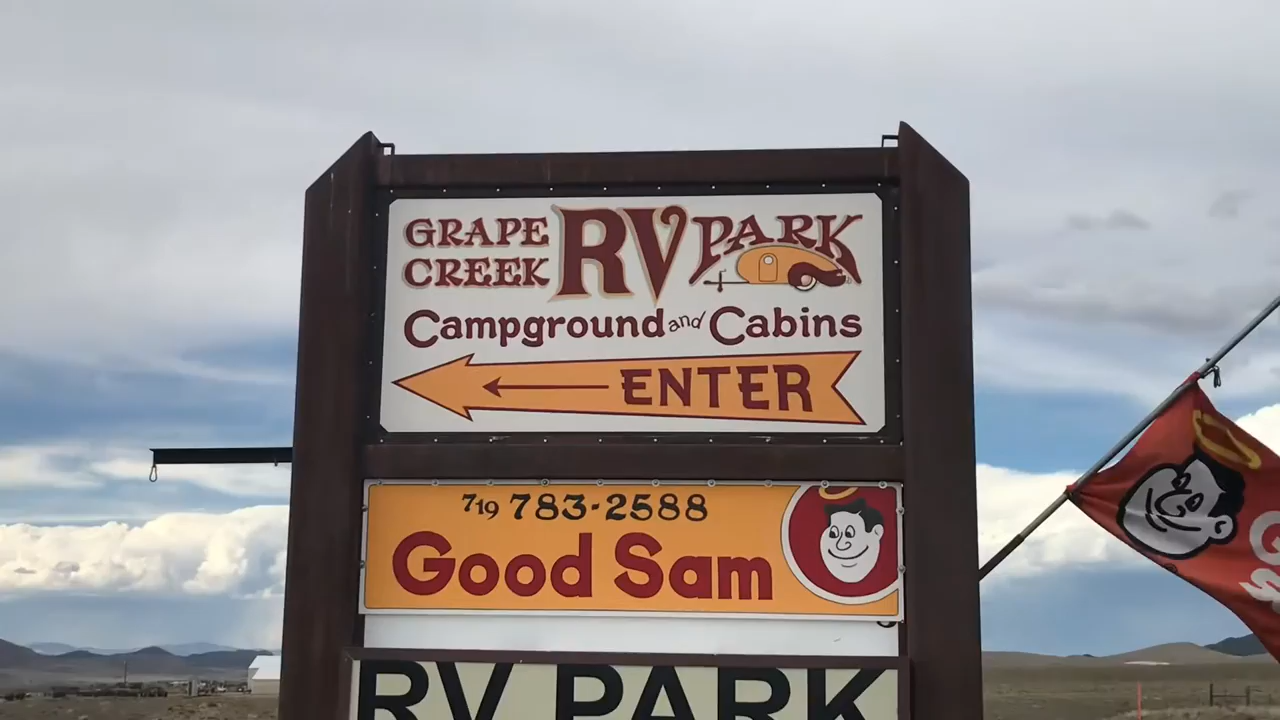 GRAPE CREEK RV PARK
Campground and Cabins
ENTER
719 783-2588
Good Sam
RV PARK